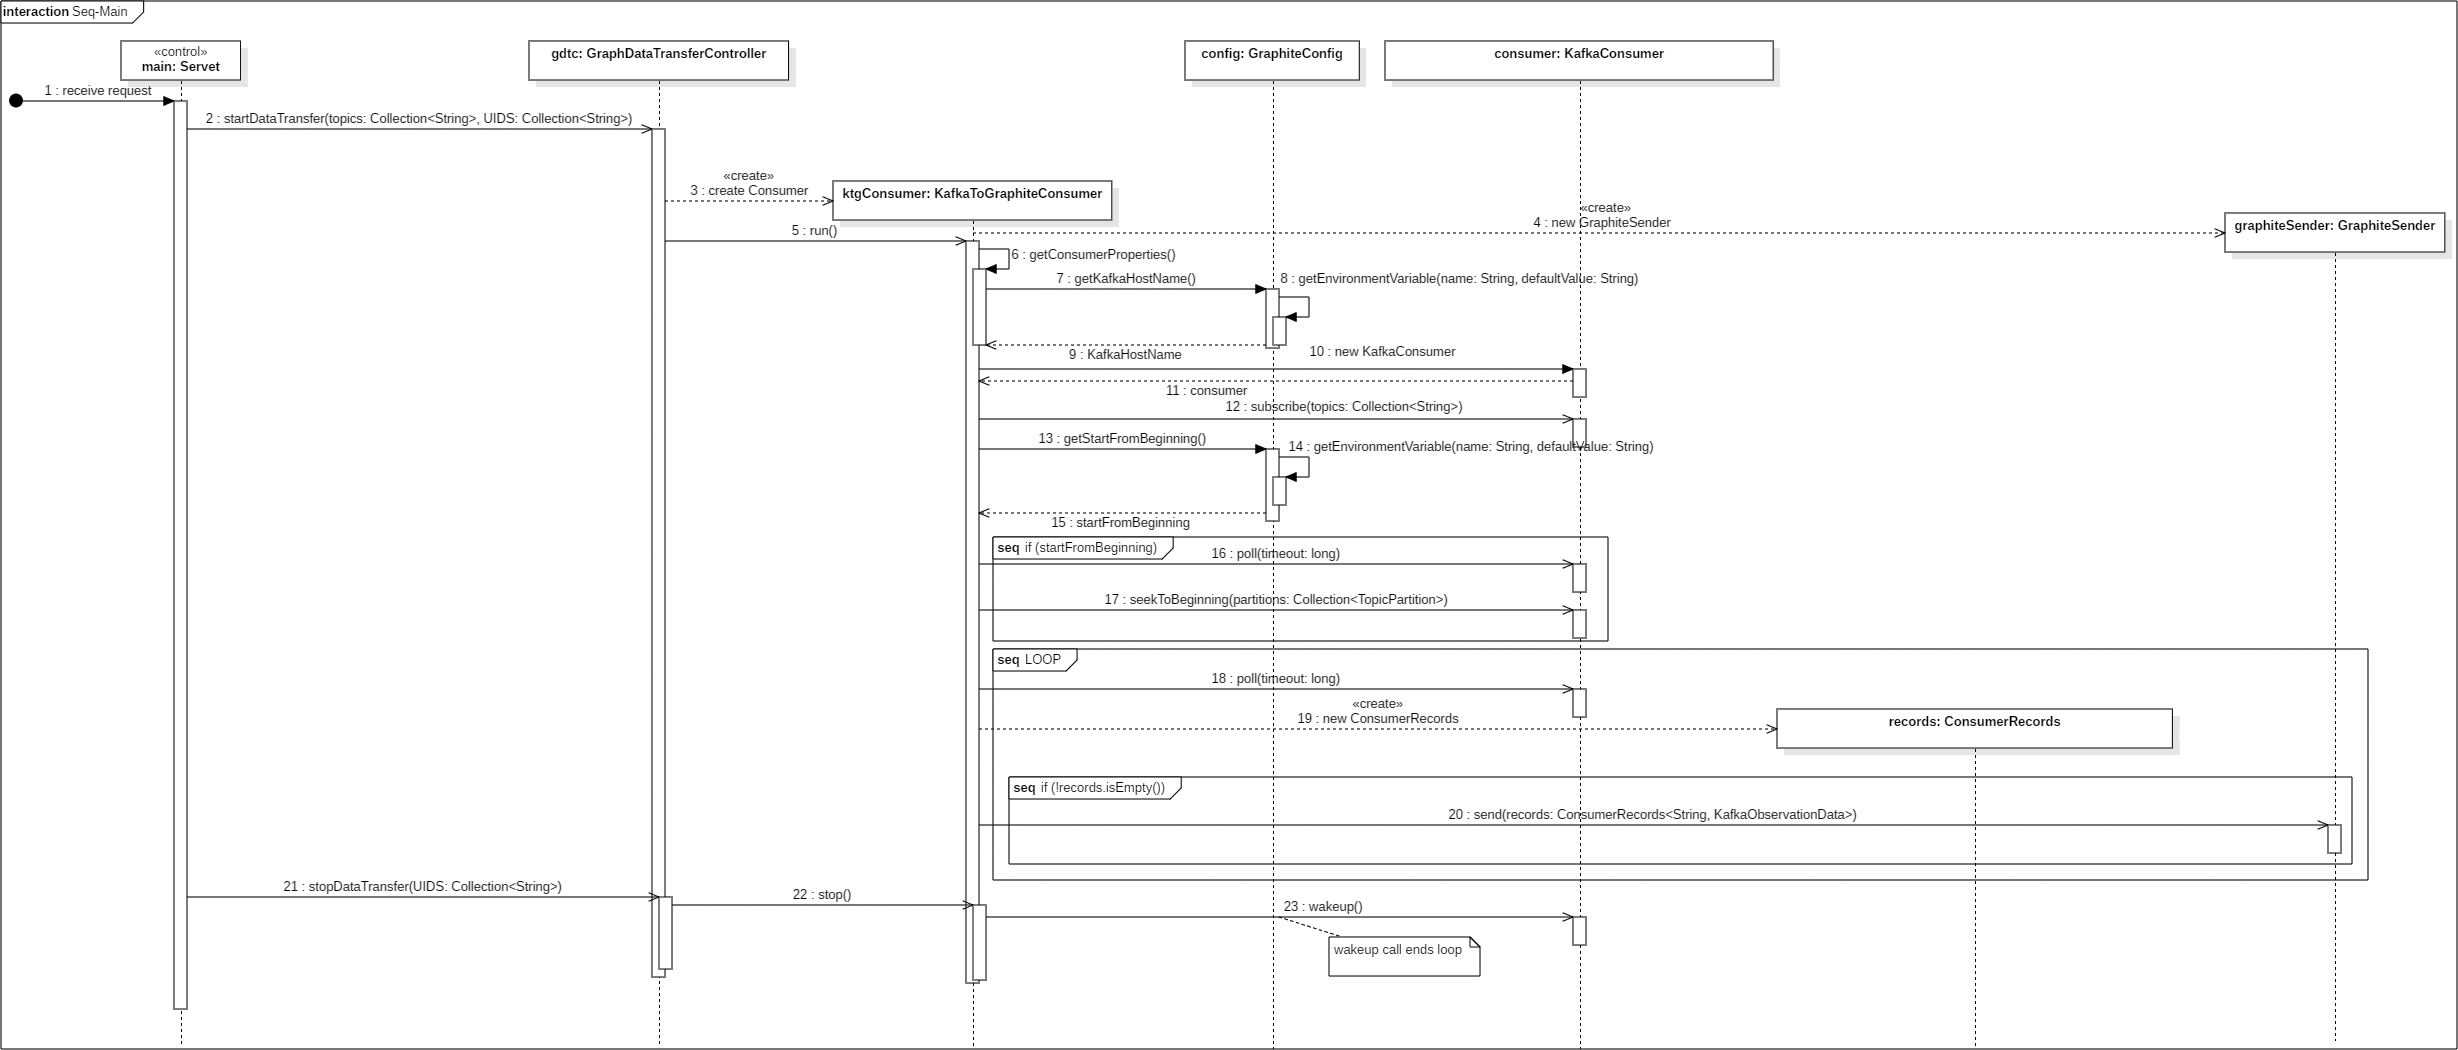 interaction Seq-Main
«control»
main: Servet
gdtc: GraphDataTransferController
config: GraphiteConfig
consumer: KafkaConsumer
1 : receive request
2 : startDataTransfer(topics: Collection<String>, UIDS: Collection<String>)
«create»
3 : create Consumer
ktgConsumer: KafkaToGraphiteConsumer
«create»
4 : new GraphiteSender
graphiteSender: GraphiteSender
5 : run()
6 : getConsumerProperties()
7 : getKafkaHostName()
8 : getEnvironmentVariable(name: String, defaultValue: String)
9 : KafkaHostName
10 : new KafkaConsumer
11 : consumer
12 : subscribe(topics: Collection<String>)
13 : getStartFromBeginning()
14 : getEnvironmentVariable(name: String, defaultValue: String)
15 : startFromBeginning
seq if (startFromBeginning)
16 : poll(timeout: long)
17 : seekToBeginning(partitions: Collection<TopicPartition>)
seq LOOP
18 : poll(timeout: long)
«create»
19 : new ConsumerRecords
records: ConsumerRecords
seq if (!records.isEmpty())
20 : send(records: ConsumerRecords<String, KafkaObservationData>)
21 : stopDataTransfer(UIDS: Collection<String>)
22 : stop()
23 : wakeup()
wakeup call ends loop